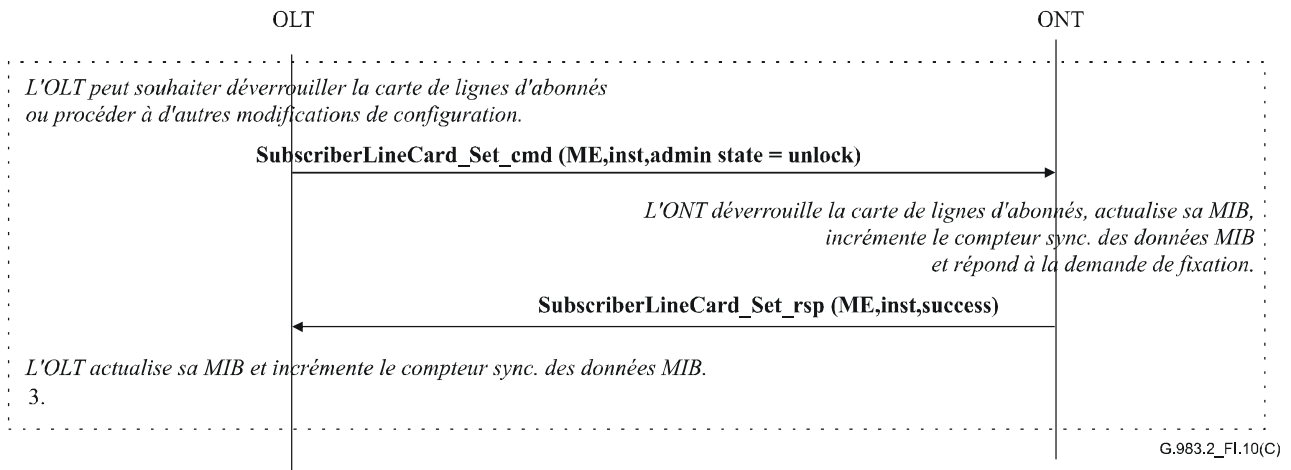 OLT ONT
L'OLT peut souhaiter déverrouiller la carte de lignes d'abonnés
ou procéder à d'autres modifications de configuration.
SubscriberLineCard_Set_cmd (ME,inst,admin state = unlock)
L'ONT déverrouille la carte de lignes d'abonnés, actualise sa MIB,
incrémente le compteur sync. des données MIB
et répond à la demande de fixation.
SubscriberLineCard_Set_rsp (ME,inst,success)
L'OLT actualise sa MIB et incrémente le compteur sync. des données MIB.
3.
G.983.2_FI.10(C)